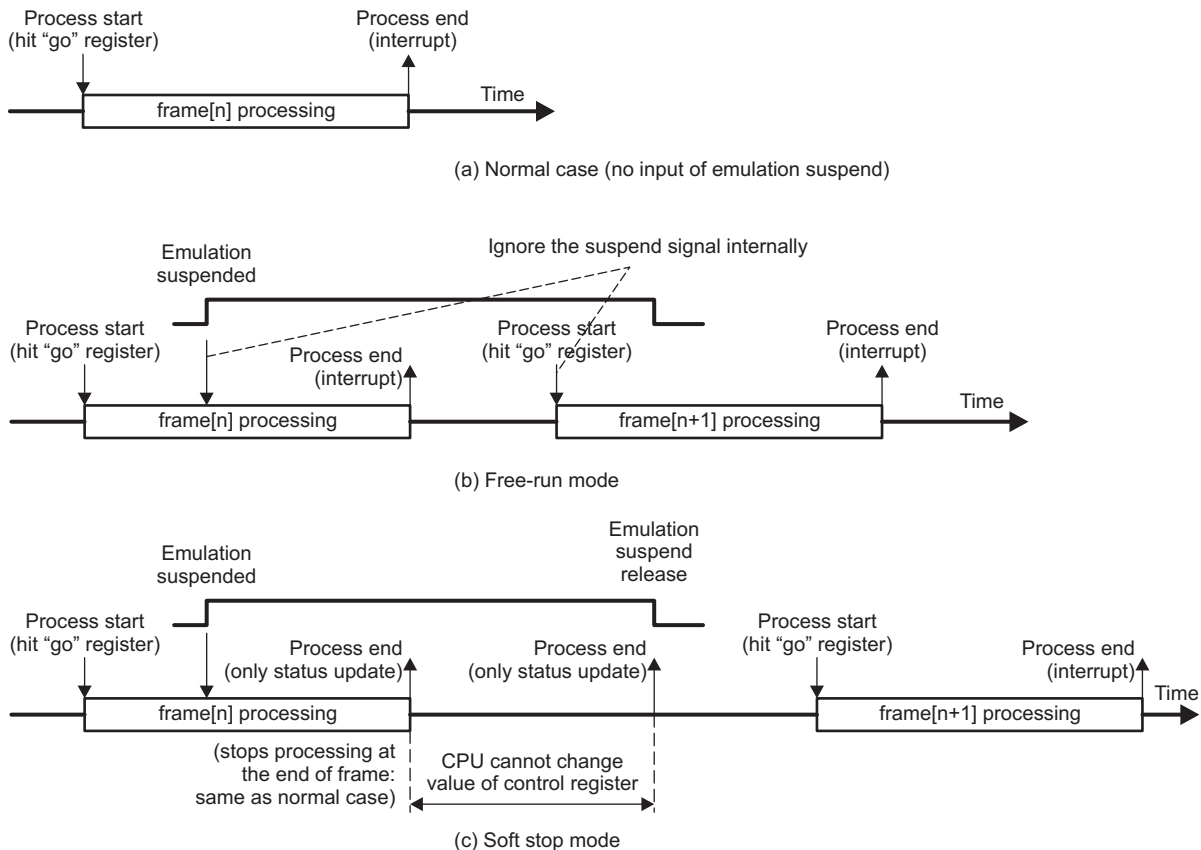 Process start
(hit “go” register)
Process end
(interrupt)
Time
frame[n] processing
(a) Normal case (no input of emulation suspend)
Emulation
suspended
Ignore the suspend signal internally
Process start
(hit “go” register)
Process end
(interrupt)
Process start
(hit “go” register)
Process end
(interrupt)
Time
frame[n] processing
frame[n+1] processing
(b) Free-run mode
Emulation
suspended
Emulation
suspend
release
Process start
(hit “go” register)
Process end
(only status update)
Process end
(only status update)
Process start
(hit “go” register)
Process end
(interrupt)
Time
frame[n] processing
frame[n+1] processing
(stops processing at
the end of frame:
same as normal case)
CPU cannot change
value of control register
(c) Soft stop mode